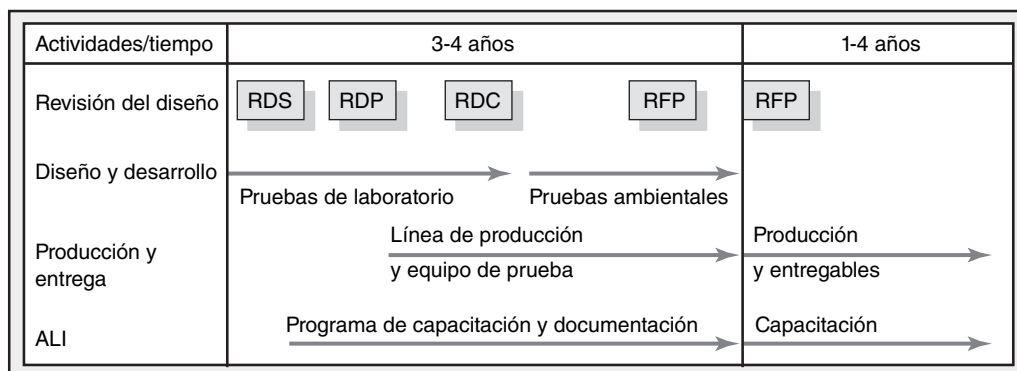 Actividades/tiempo 3-4 años 1-4 años
Revisión del diseño RDS RDP RDC RFP RFP
Diseño y desarrollo
Pruebas de laboratorio Pruebas ambientales
Producción y
entrega
Línea de producción
y equipo de prueba
Producción
y entregables
ALI
Programa de capacitación y documentación Capacitación